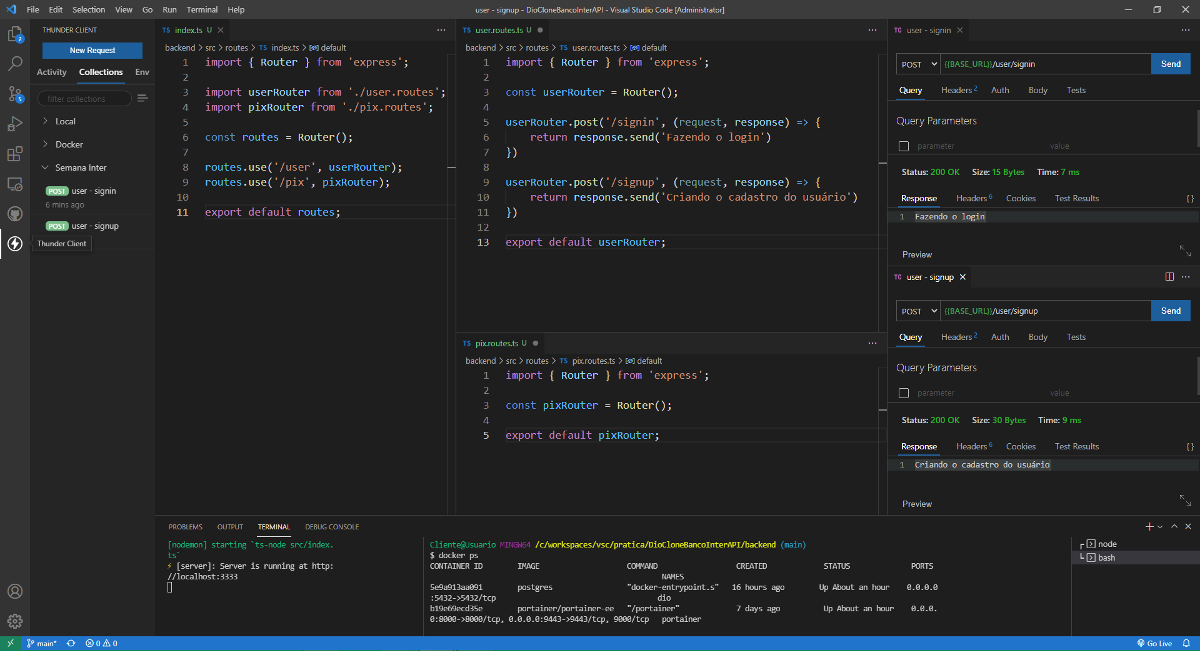 File Edit Selection View Go Run Terminal Help
user - signup - DioCloneBancoInterAPI - Visual Studio Code [Administrator]
THUNDER CLIENT
New Request
Activity Collections Env
filter collections
Local
Docker
Semana Inter
POST user - signin
6 mins ago
POST user - signup
Thunder Client
TS index.ts U
backend > src > routes > TS index.ts > default
1 import { Router } from 'express';
2
3 import userRouter from './user.routes';
4 import pixRouter from './pix.routes';
5
6 const routes = Router();
7
8 routes.use('/user', userRouter);
9 routes.use('/pix', pixRouter);
10
11 export default routes;
TS user.routes.ts U
backend > src > routes > TS user.routes.ts > default
1 import { Router } from 'express';
2
3 const userRouter = Router();
4
5 userRouter.post('/signin', (request, response) => {
6 return response.send('Fazendo o login')
7 })
8
9 userRouter.post('/signup', (request, response) => {
10 return response.send('Criando o cadastro do usuário')
11 })
12
13 export default userRouter;
TS pix.routes.ts U
backend > src > routes > TS pix.routes.ts > default
1 import { Router } from 'express';
2
3 const pixRouter = Router();
4
5 export default pixRouter;
TC user - signin
POST {{BASE_URL}}/user/signin Send
Query Headers 2 Auth Body Tests
Query Parameters
parameter value
Status: 200 OK Size: 15 Bytes Time: 7 ms
Response Headers 6 Cookies Test Results {}
1 Fazendo o login
Preview
TC user - signup
POST {{BASE_URL}}/user/signup Send
Query Headers 2 Auth Body Tests
Query Parameters
parameter value
Status: 200 OK Size: 30 Bytes Time: 9 ms
Response Headers 6 Cookies Test Results {}
1 Criando o cadastro do usuário
Preview
PROBLEMS OUTPUT TERMINAL DEBUG CONSOLE
[nodemon] starting `ts-node src/index.
ts`
⚡ [server]: Server is running at http:
//localhost:3333
Cliente@Usuario MINGW64 /c/workspaces/vsc/pratica/DioCloneBancoInterAPI/backend (main)
$ docker ps
CONTAINER ID IMAGE COMMAND CREATED STATUS PORTS
NAMES
5e9a913aa091 postgres "docker-entrypoint.s" 16 hours ago Up About an hour 0.0.0.0
:5432->5432/tcp dio
b19e69ecd35e portainer/portainer-ee "/portainer" 7 days ago Up About an hour 0.0.0.
0:8000->8000/tcp, 0.0.0.0:9443->9443/tcp, 9000/tcp portainer
node
bash
main* 0 0
Go Live